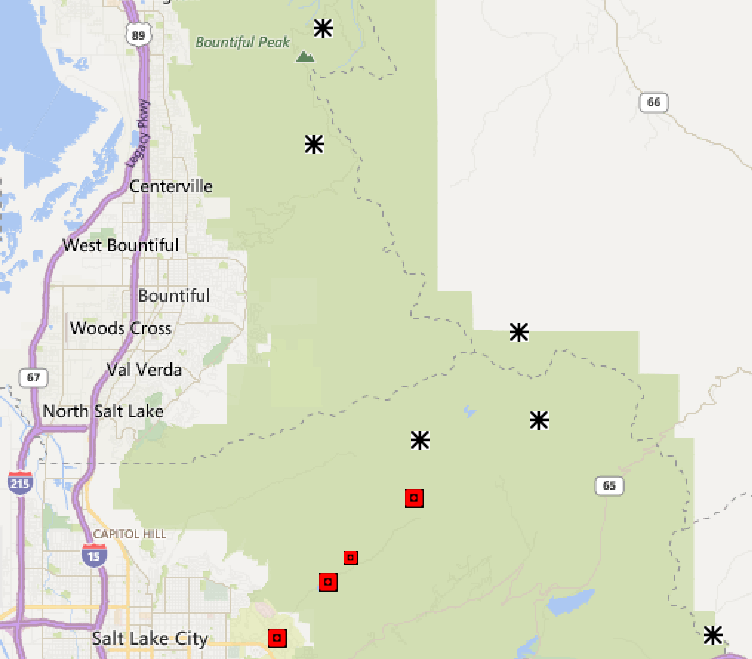 89
Bountiful Peak
66
Legacy Pkwy
Centerville
West Bountiful
Bountiful
Woods Cross
Val Verda
67
North Salt Lake
215
65
CAPITOL HILL
15
Salt Lake City